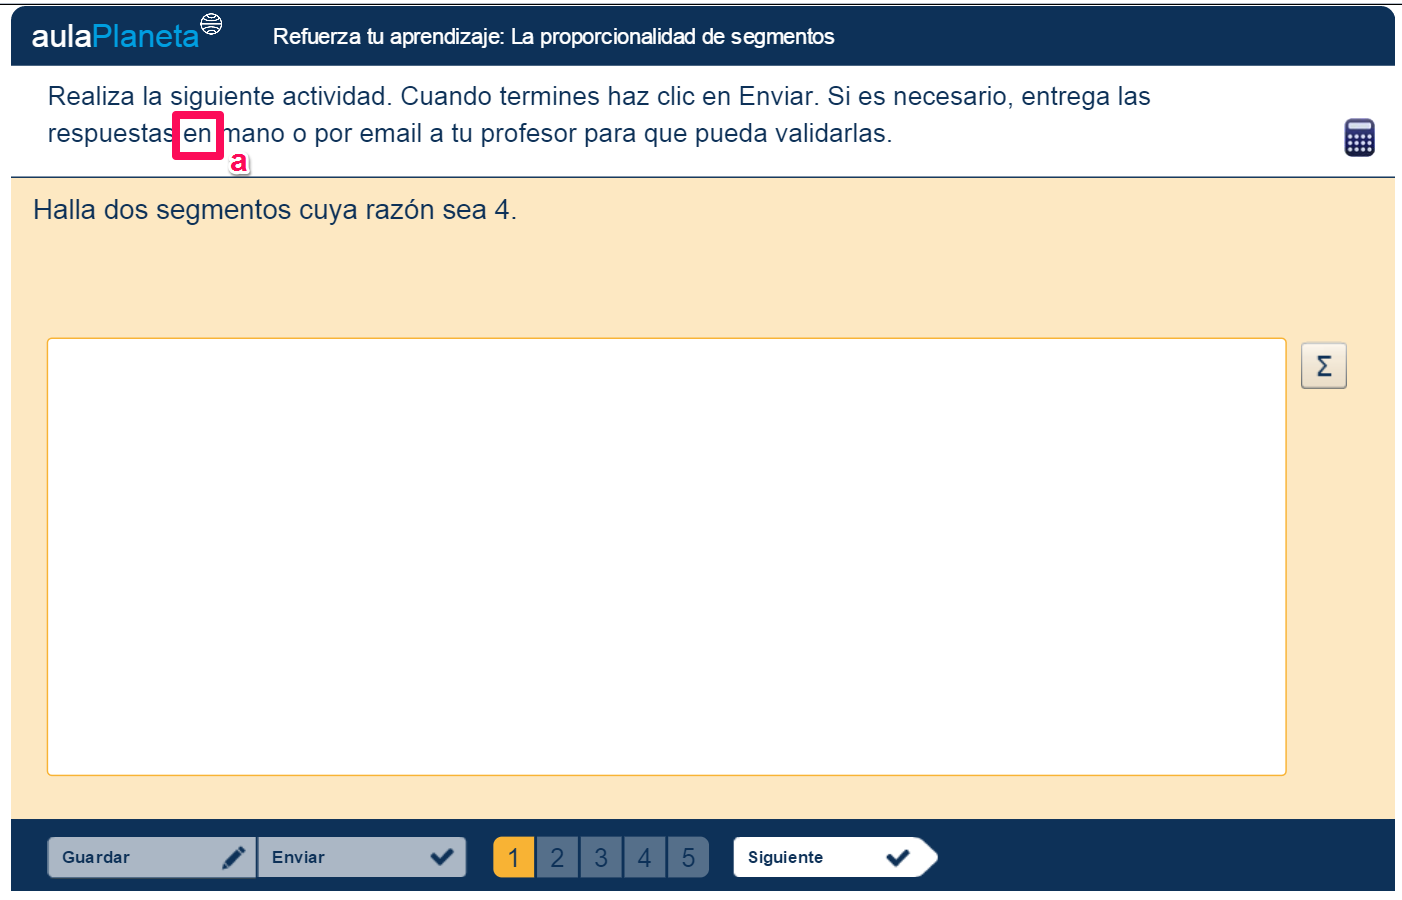 aulaPlaneta Refuerza tu aprendizaje: La proporcionalidad de segmentos
Realiza la siguiente actividad. Cuando termines haz clic en Enviar. Si es necesario, entrega las
respuestas en mano o por email a tu profesor para que pueda validarlas.
a
Halla dos segmentos cuya razón sea 4.
Σ
Guardar Enviar 1 2 3 4 5 Siguiente